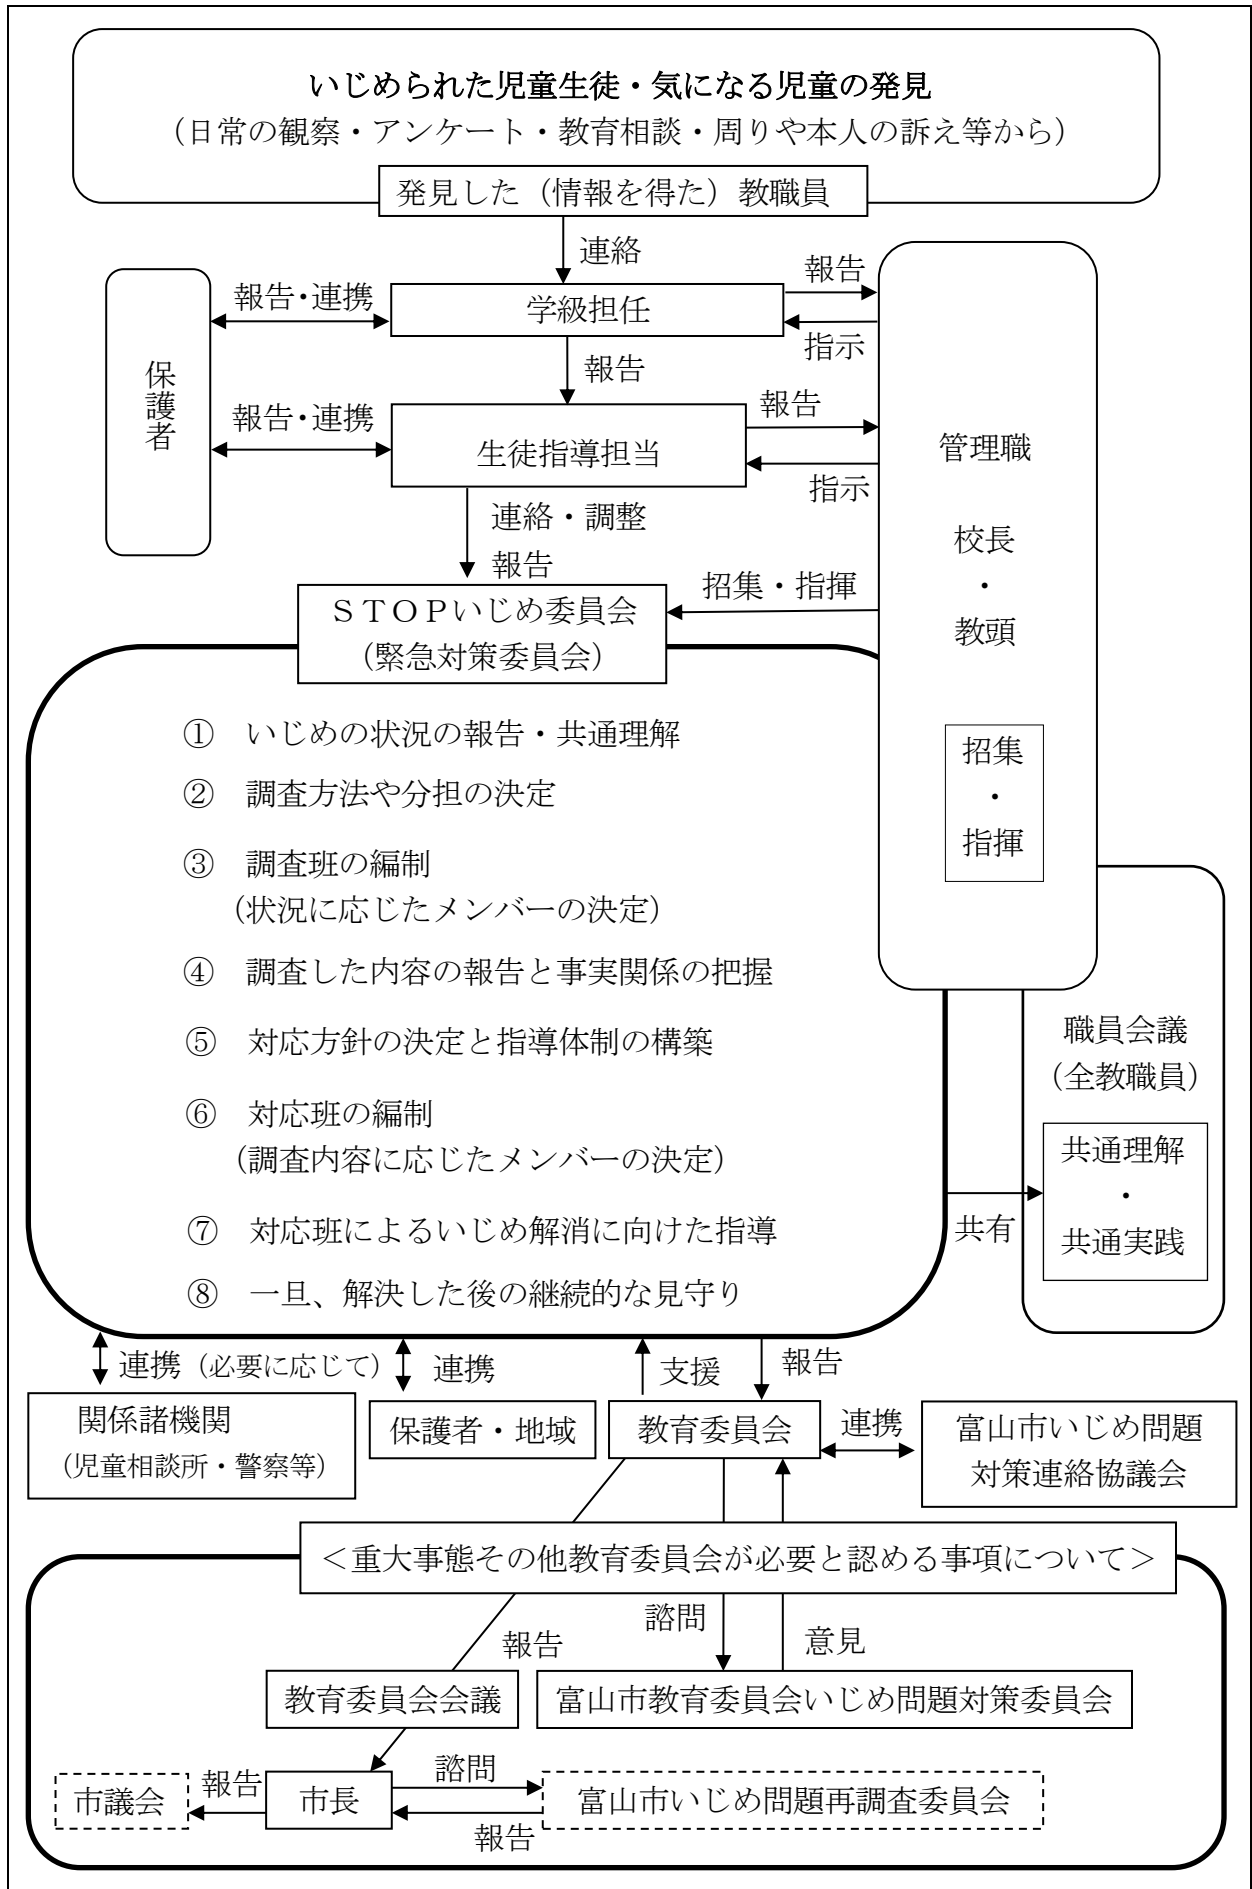 いじめられた児童生徒・気になる児童の発見
（日常の観察・アンケート・教育相談・周りや本人の訴え等から）
発見した（情報を得た）教職員
連絡
報告･連携
学級担任
報告
指示
報告
保護者
報告･連携
生徒指導担当
報告
指示
管理職
校長
・
教頭
連絡・調整
報告
招集・指揮
ＳＴＯＰいじめ委員会
（緊急対策委員会）
① いじめの状況の報告・共通理解
② 調査方法や分担の決定
③ 調査班の編制
（状況に応じたメンバーの決定）
④ 調査した内容の報告と事実関係の把握
⑤ 対応方針の決定と指導体制の構築
⑥ 対応班の編制
（調査内容に応じたメンバーの決定）
⑦ 対応班によるいじめ解消に向けた指導
⑧ 一旦、解決した後の継続的な見守り
招集
・
指揮
職員会議
（全教職員）
共通理解
・
共通実践
共有
連携（必要に応じて）
連携
支援
報告
関係諸機関
（児童相談所・警察等）
保護者・地域
教育委員会
連携
富山市いじめ問題
対策連絡協議会
＜重大事態その他教育委員会が必要と認める事項について＞
報告
諮問
意見
教育委員会会議
富山市教育委員会いじめ問題対策委員会
市議会
報告
市長
諮問
報告
富山市いじめ問題再調査委員会